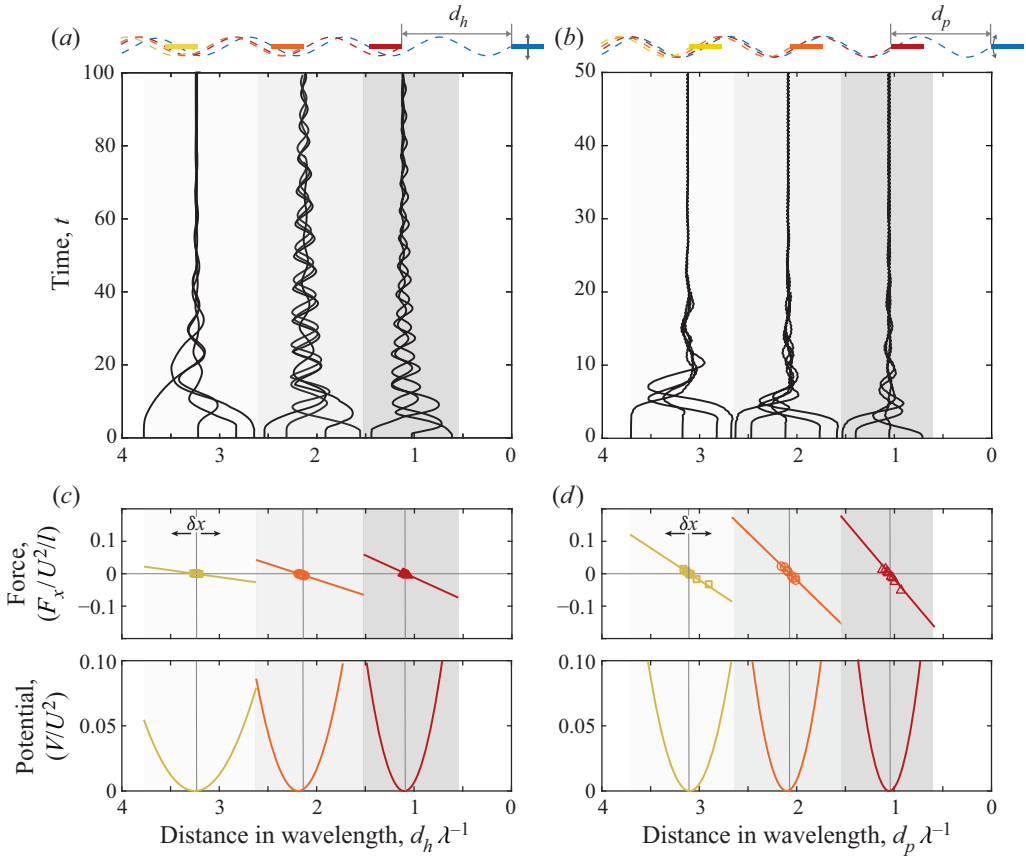 (a) d_h
(b) d_p
100
80
60
40
20
0
Time, t
4 3 2 1 0
50
40
30
20
10
0
4 3 2 1 0
(c) δx
(d) δx
Force,
(F_x/U²/l)
0.1
0
−0.1
0.1
0
−0.1
Potential,
(V/U²)
0.10
0.05
0
0.10
0.05
0
4 3 2 1 0
4 3 2 1 0
Distance in wavelength, d_h λ⁻¹
Distance in wavelength, d_p λ⁻¹